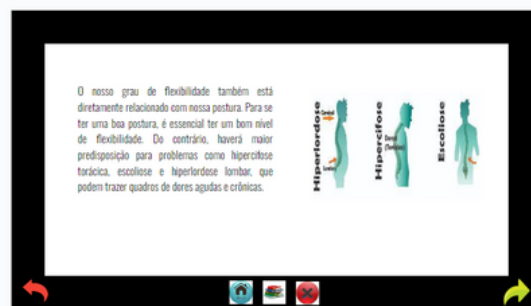 O nosso grau de flexibilidade também está
diretamente relacionado com nossa postura. Para se
ter uma boa postura, é essencial ter um bom nível
de flexibilidade. Do contrário, haverá maior
predisposição para problemas como hipercifose
torácica, escoliose e hiperlordose lombar, que
podem trazer quadros de dores agudas e crônicas.
Hiperlordose
Cervical
Lombar
Hipercifose
Dorsal
(Torácica)
Escoliose